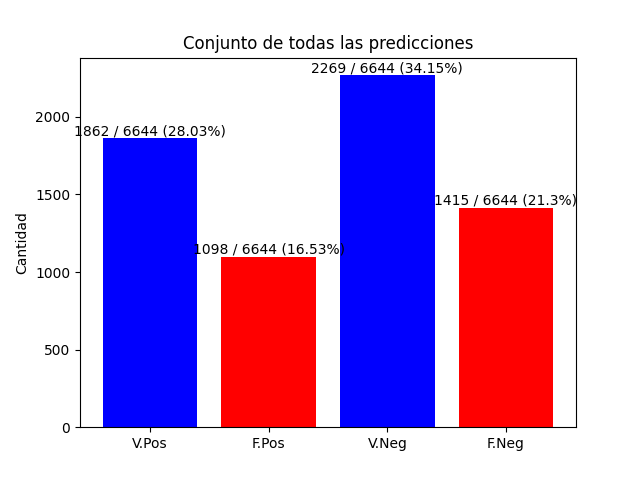 Conjunto de todas las predicciones
2269 / 6644 (34.15%)
1862 / 6644 (28.03%)
1415 / 6644 (21.3%)
1098 / 6644 (16.53%)
Cantidad
2000
1500
1000
500
0
V.Pos F.Pos V.Neg F.Neg